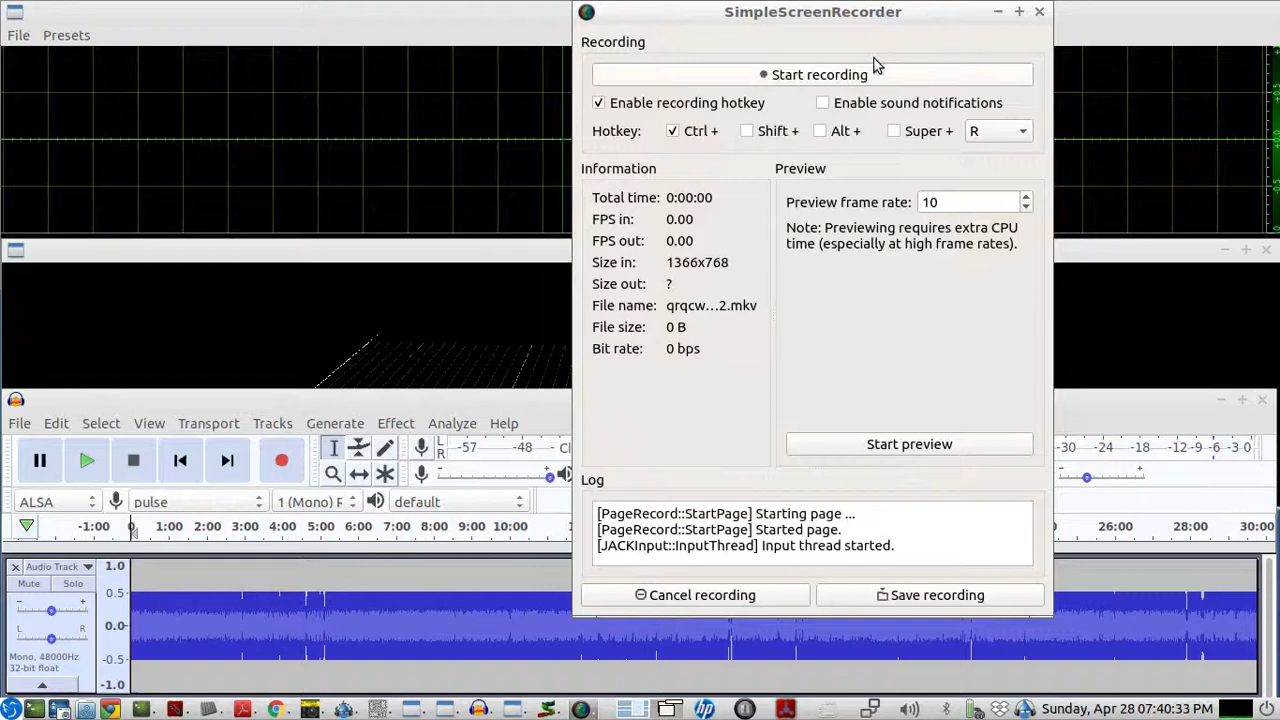 File Presets
SimpleScreenRecorder
Recording
Start recording
Enable recording hotkey
Enable sound notifications
Hotkey: Ctrl + Shift + Alt + Super + R
Information
Total time: 0:00:00
FPS in: 0.00
FPS out: 0.00
Size in: 1366x768
Size out: ?
File name: qrqcw...2.mkv
File size: 0 B
Bit rate: 0 bps
Preview
Preview frame rate: 10
Note: Previewing requires extra CPU
time (especially at high frame rates).
Start preview
Log
[PageRecord::StartPage] Starting page ...
[PageRecord::StartPage] Started page.
[JACKInput::InputThread] Input thread started.
Cancel recording
Save recording
File Edit Select View Transport Tracks Generate Effect Analyze Help
L
R
-57 -48 -18 -15 -12 -9 -6 -3 0
ALSA pulse 1 (Mono) R default
-1:00 0 1:00 2:00 3:00 4:00 5:00 6:00 7:00 8:00 9:00 10:00 26:00 27:00 28:00 29:00 30:00
Audio Track
Mute Solo
- +
L R
Mono, 48000Hz
32-bit float
1.0
0.5
0.0
-0.5
-1.0
Sunday, Apr 28 07:40:33 PM